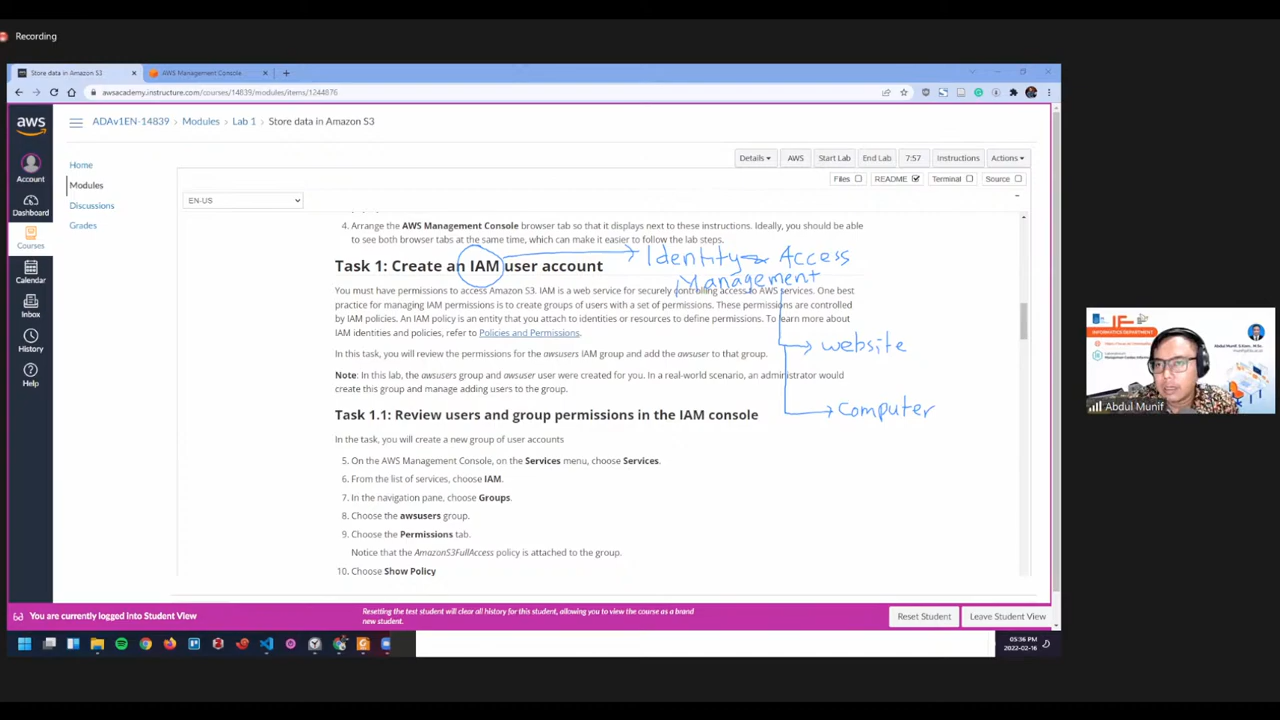 Recording
Store data in Amazon S3
AWS Management Console
awsacademy.instructure.com/courses/14839/modules/items/1244876
aws
ADAv1EN-14839 > Modules > Lab 1 > Store data in Amazon S3
Account
Dashboard
Courses
Calendar
Inbox
History
Help
Home
Modules
Discussions
Grades
Details AWS Start Lab End Lab 7:57 Instructions Actions
Files README Terminal Source
EN-US
4. Arrange the AWS Management Console browser tab so that it displays next to these instructions. Ideally, you should be able
to see both browser tabs at the same time, which can make it easier to follow the lab steps.
Task 1: Create an IAM user account
Identity Access
Management
You must have permissions to access Amazon S3. IAM is a web service for securely controlling access to AWS services. One best
practice for managing IAM permissions is to create groups of users with a set of permissions. These permissions are controlled
by IAM policies. An IAM policy is an entity that you attach to identities or resources to define permissions. To learn more about
IAM identities and policies, refer to Policies and Permissions.
website
In this task, you will review the permissions for the awsusers IAM group and add the awsuser to that group.
Note: In this lab, the awsusers group and awsuser user were created for you. In a real-world scenario, an administrator would
create this group and manage adding users to the group.
Computer
Task 1.1: Review users and group permissions in the IAM console
In the task, you will create a new group of user accounts
5. On the AWS Management Console, on the Services menu, choose Services.
6. From the list of services, choose IAM.
7. In the navigation pane, choose Groups.
8. Choose the awsusers group.
9. Choose the Permissions tab.
Notice that the AmazonS3FullAccess policy is attached to the group.
10. Choose Show Policy
You are currently logged into Student View
Resetting the test student will clear all history for this student, allowing you to view the course as a brand
new student.
Reset Student
Leave Student View
05:36 PM
2022-02-16
INFORMATICS DEPARTMENT
Abdul Munif